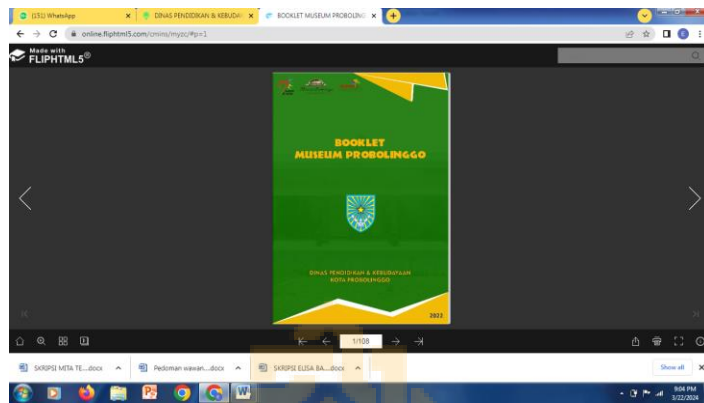 (151) WhatsApp
DINAS PENDIDIKAN & KEBUDAY
BOOKLET MUSEUM PROBOLING
online.fliphtml5.com/cmins/myzc/#p=1
Made with
FLIPHTML5®
BOOKLET
MUSEUM PROBOLINGGO
DINAS PENDIDIKAN & KEBUDAYAAN
KOTA PROBOLINGGO
2022
1/108
SKRIPSI MITA TE....docx
Pedoman wawan....docx
SKRIPSI ELISA BA....docx
Show all
9:04 PM
3/22/2024